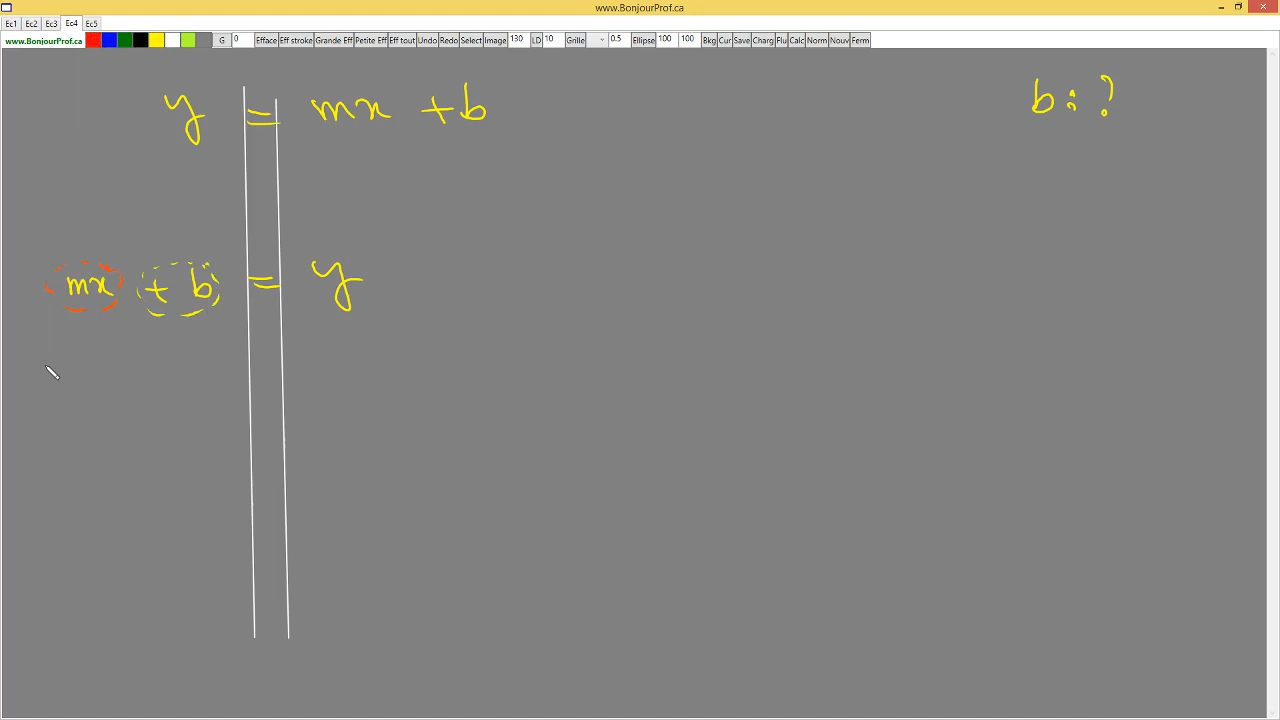 www.BonjourProf.ca
Ec1 Ec2 Ec3 Ec4 Ec5
www.BonjourProf.ca G 0 Efface Eff stroke Grande Eff Petite Eff Eff tout Undo Redo Select Image 130 LD 10 Grille 0.5 Ellipse 100 100 Bkg Cur Save Charg Flu Calc Norm Nouv Ferm
y = mx + b b : ?
mx + b = y